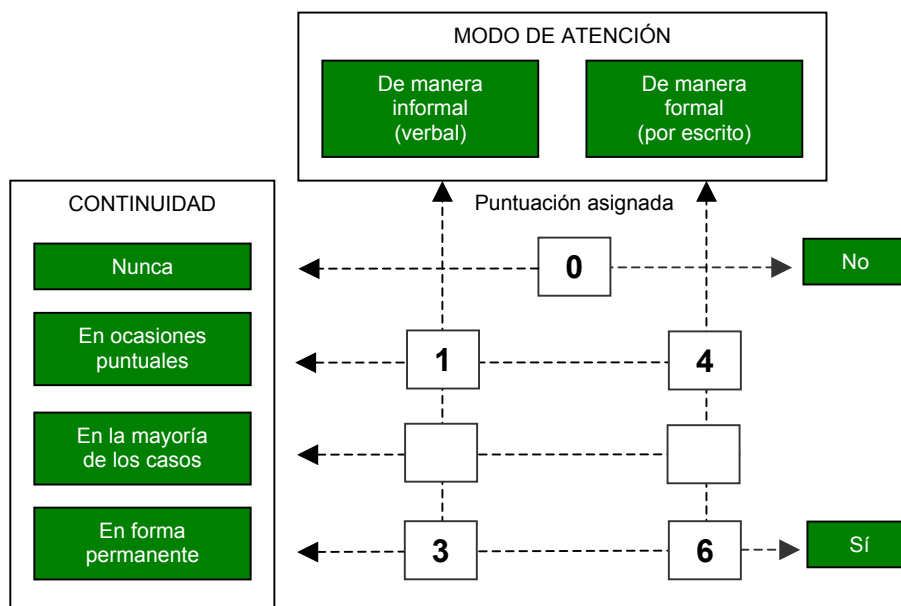 MODO DE ATENCIÓN
De manera
informal
(verbal)
De manera
formal
(por escrito)
CONTINUIDAD
Puntuación asignada
Nunca
0
No
En ocasiones
puntuales
1
4
En la mayoría
de los casos
En forma
permanente
3
6
Sí